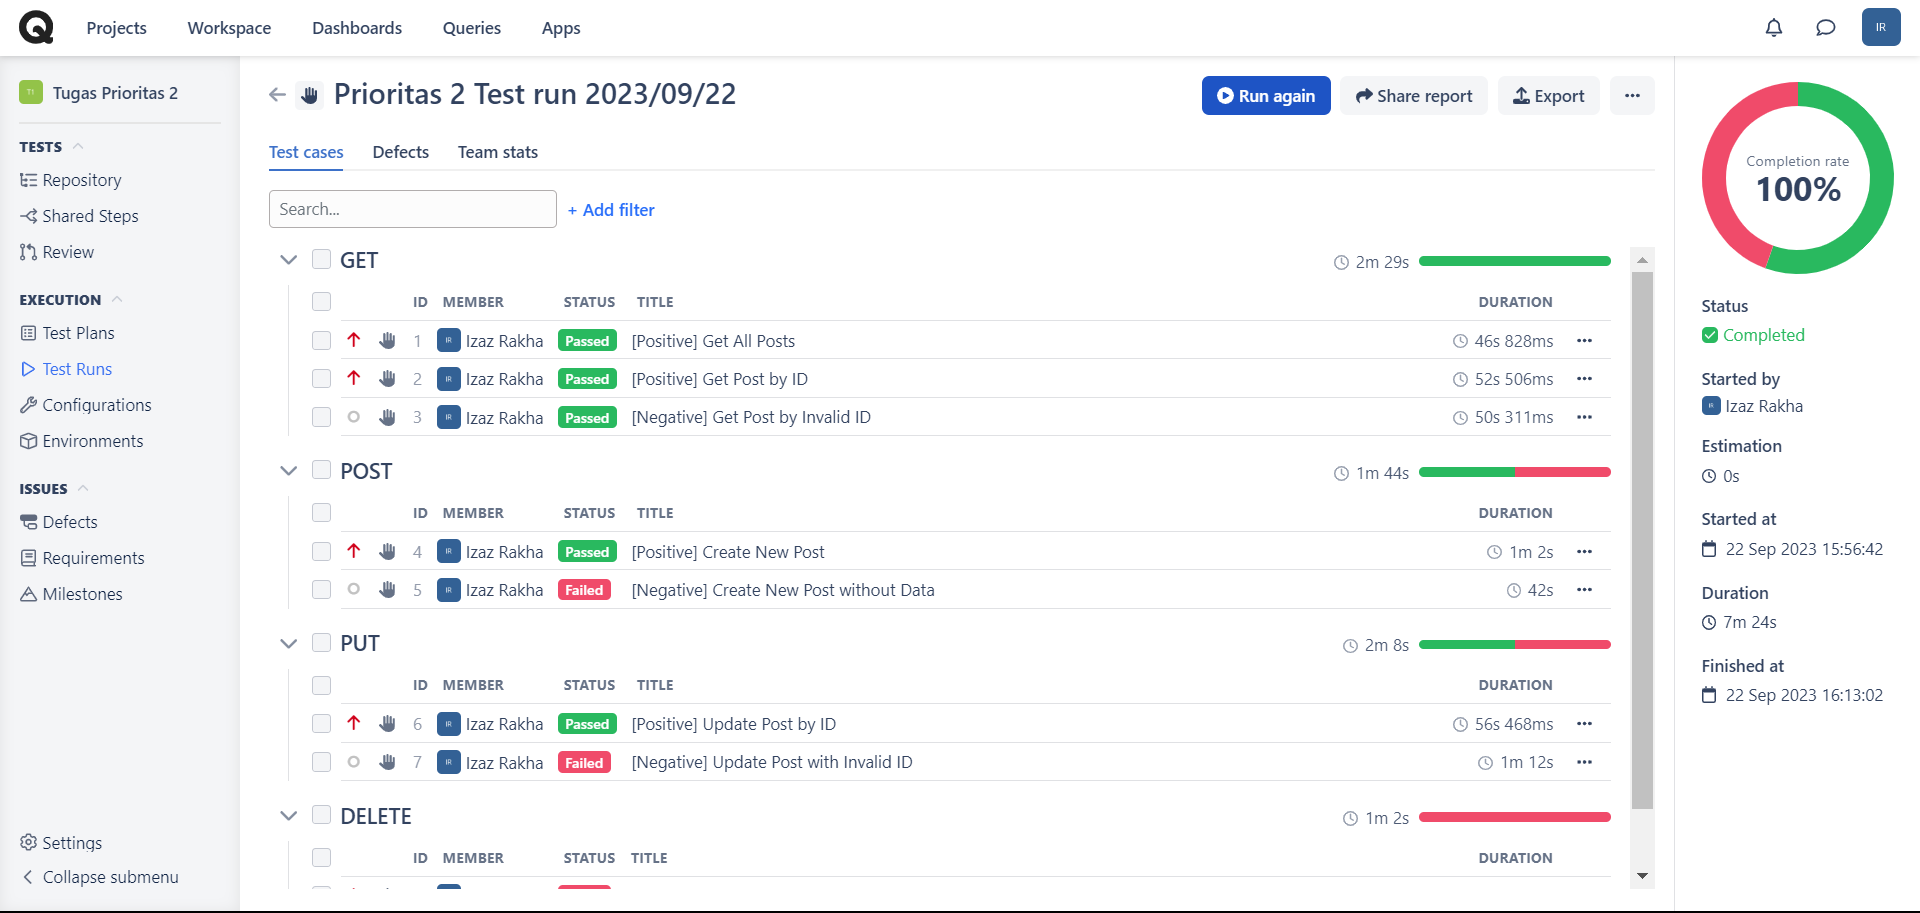 Projects Workspace Dashboards Queries Apps IR
Tugas Prioritas 2
TESTS
Repository
Shared Steps
Review
EXECUTION
Test Plans
Test Runs
Configurations
Environments
ISSUES
Defects
Requirements
Milestones
Settings
Collapse submenu
Prioritas 2 Test run 2023/09/22
Run again Share report Export
Test cases Defects Team stats
Search... + Add filter
GET 2m 29s
ID MEMBER STATUS TITLE DURATION
1 IR Izaz Rakha Passed [Positive] Get All Posts 46s 828ms
2 IR Izaz Rakha Passed [Positive] Get Post by ID 52s 506ms
3 IR Izaz Rakha Passed [Negative] Get Post by Invalid ID 50s 311ms
POST 1m 44s
ID MEMBER STATUS TITLE DURATION
4 IR Izaz Rakha Passed [Positive] Create New Post 1m 2s
5 IR Izaz Rakha Failed [Negative] Create New Post without Data 42s
PUT 2m 8s
ID MEMBER STATUS TITLE DURATION
6 IR Izaz Rakha Passed [Positive] Update Post by ID 56s 468ms
7 IR Izaz Rakha Failed [Negative] Update Post with Invalid ID 1m 12s
DELETE 1m 2s
ID MEMBER STATUS TITLE DURATION
Completion rate
100%
Status
Completed
Started by
IR Izaz Rakha
Estimation
0s
Started at
22 Sep 2023 15:56:42
Duration
7m 24s
Finished at
22 Sep 2023 16:13:02